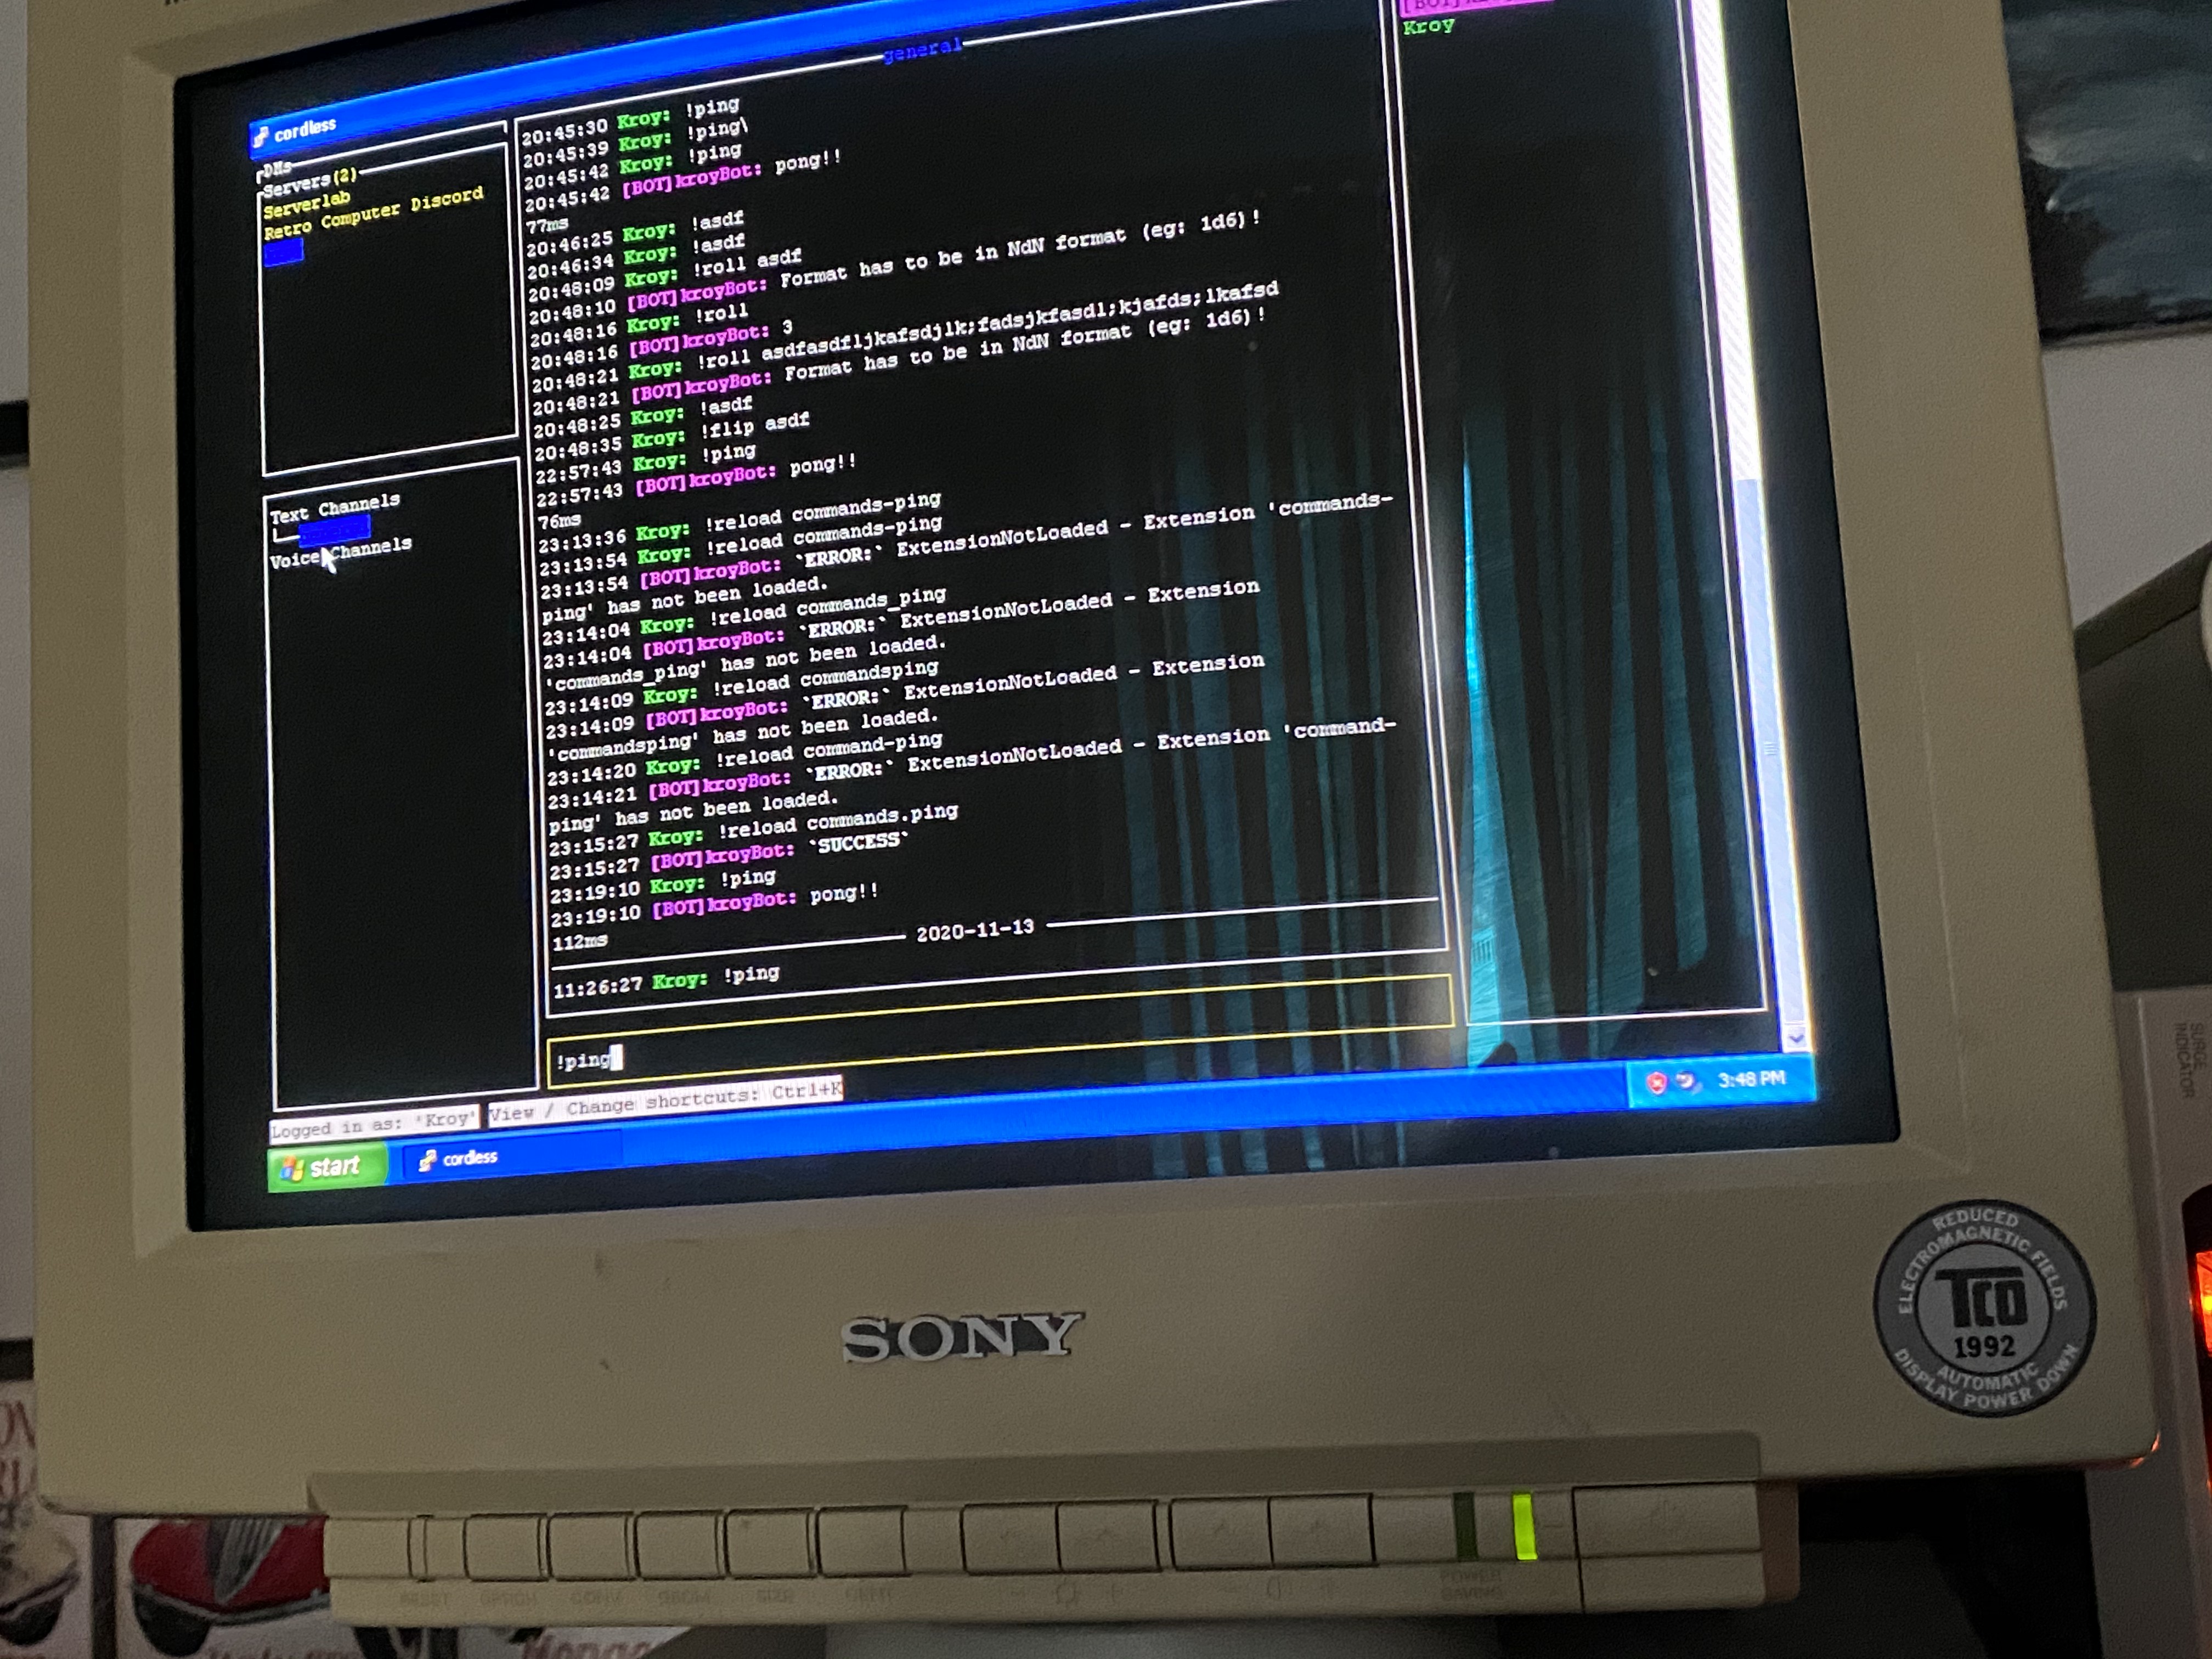 cordless
general
Kroy
DMs
Servers(2)
Serverlab
Retro Computer Discord
Text Channels
Voice Channels
20:45:30 Kroy: !ping
20:45:39 Kroy: !ping\
20:45:42 Kroy: !ping
20:45:42 [BOT]kroyBot: pong!!
77ms
20:46:25 Kroy: !asdf
20:46:34 Kroy: !asdf
20:48:09 Kroy: !roll asdf
20:48:10 [BOT]kroyBot: Format has to be in NdN format (eg: 1d6)!
20:48:16 Kroy: !roll
20:48:16 [BOT]kroyBot: 3
20:48:21 Kroy: !roll asdfasdfljkafsdjlk;fadsjkfasdl;kjafds;lkafsd
20:48:21 [BOT]kroyBot: Format has to be in NdN format (eg: 1d6)!
20:48:25 Kroy: !asdf
20:48:35 Kroy: !flip asdf
22:57:43 Kroy: !ping
22:57:43 [BOT]kroyBot: pong!!
76ms
23:13:36 Kroy: !reload commands-ping
23:13:54 Kroy: !reload commands-ping
23:13:54 [BOT]kroyBot: `ERROR:` ExtensionNotLoaded - Extension 'commands-
ping' has not been loaded.
23:14:04 Kroy: !reload commands_ping
23:14:04 [BOT]kroyBot: `ERROR:` ExtensionNotLoaded - Extension
'commands_ping' has not been loaded.
23:14:09 Kroy: !reload commandsping
23:14:09 [BOT]kroyBot: `ERROR:` ExtensionNotLoaded - Extension
'commandsping' has not been loaded.
23:14:20 Kroy: !reload command-ping
23:14:21 [BOT]kroyBot: `ERROR:` ExtensionNotLoaded - Extension 'command-
ping' has not been loaded.
23:15:27 Kroy: !reload commands.ping
23:15:27 [BOT]kroyBot: `SUCCESS`
23:19:10 Kroy: !ping
23:19:10 [BOT]kroyBot: pong!!
112ms
2020-11-13
11:26:27 Kroy: !ping
!ping
Logged in as: 'Kroy' View / Change shortcuts: Ctrl+K
start
cordless
3:48 PM
SONY
REDUCED
ELECTROMAGNETIC FIELDS
TCO
1992
AUTOMATIC
DISPLAY POWER DOWN
POWER
SAVING
SURGE
INDICATOR
RESET
SIZE